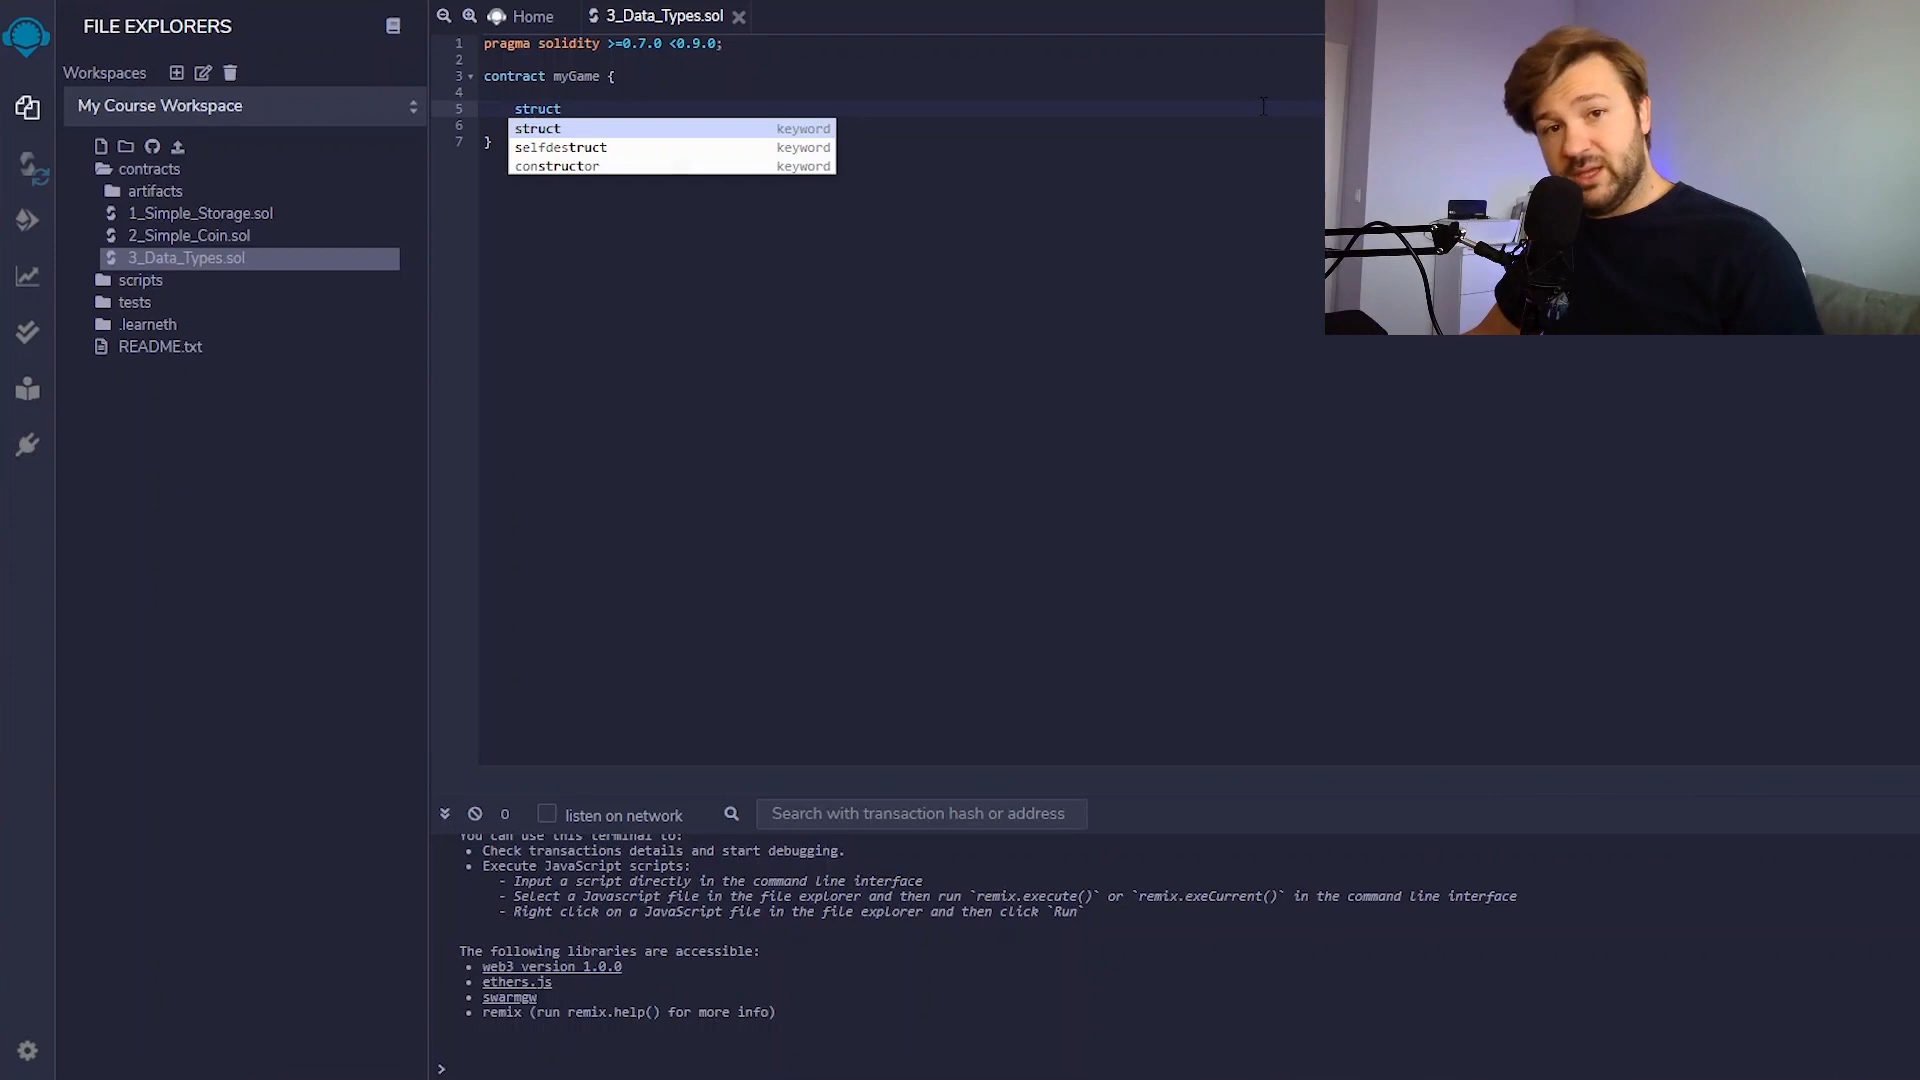 FILE EXPLORERS
Workspaces
My Course Workspace
contracts
artifacts
1_Simple_Storage.sol
2_Simple_Coin.sol
3_Data_Types.sol
scripts
tests
.learneth
README.txt
Home
3_Data_Types.sol
1 pragma solidity >=0.7.0 <0.9.0;
2
3 contract myGame {
4
5 struct
6
7 }
struct keyword
selfdestruct keyword
constructor keyword
0 listen on network Search with transaction hash or address
You can use this terminal to:
• Check transactions details and start debugging.
• Execute JavaScript scripts:
- Input a script directly in the command line interface
- Select a Javascript file in the file explorer and then run `remix.execute()` or `remix.exeCurrent()` in the command line interface
- Right click on a JavaScript file in the file explorer and then click `Run`
The following libraries are accessible:
• web3 version 1.0.0
• ethers.js
• swarmgw
• remix (run remix.help() for more info)
>